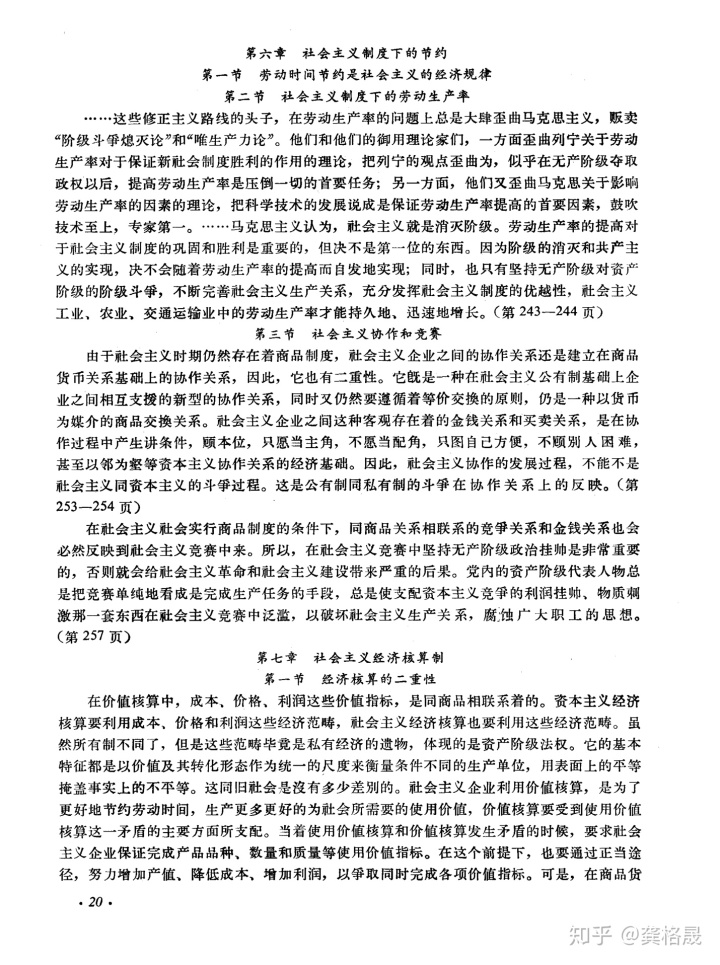 第六章　社会主义制度下的节约
第一节　劳动时间节约是社会主义的经济规律
第二节　社会主义制度下的劳动生产率
……这些修正主义路线的头子，在劳动生产率的问题上总是大肆歪曲马克思主义，贩卖
“阶级斗爭熄灭论”和“唯生产力论”。他们和他们的御用理论家们，一方面歪曲列宁关于劳动
生产率对于保证新社会制度胜利的作用的理论，把列宁的观点歪曲为，似乎在无产阶级夺取
政权以后，提高劳动生产率是压倒一切的首要任务；另一方面，他们又歪曲马克思关于影响
劳动生产率的因素的理论，把科学技术的发展说成是保证劳动生产率提高的首要因素，鼓吹
技术至上，专家第一。……马克思主义认为，社会主义就是消灭阶级。劳动生产率的提高对
于社会主义制度的巩固和胜利是重要的，但决不是第一位的东西。因为阶级的消灭和共产主
义的实现，决不会随着劳动生产率的提高而自发地实现；同时，也只有坚持无产阶级对资产
阶级的阶级斗爭，不断完善社会主义生产关系，充分发挥社会主义制度的优越性，社会主义
工业、农业、交通运输业中的劳动生产率才能持久地、迅速地增长。（第 243—244 页）
第三节　社会主义协作和竞赛
由于社会主义时期仍然存在着商品制度，社会主义企业之间的协作关系还是建立在商品
货币关系基础上的协作关系，因此，它也有二重性。它既是一种在社会主义公有制基础上企
业之间相互支援的新型的协作关系，同时又仍然要遵循着等价交换的原则，仍是一种以货币
为媒介的商品交换关系。社会主义企业之间这种客观存在着的金钱关系和买卖关系，是在协
作过程中产生讲条件，顾本位，只愿当主角，不愿当配角，只图自己方便，不顾别人困难，
甚至以邻为壑等资本主义协作关系的经济基础。因此，社会主义协作的发展过程，不能不是
社会主义同资本主义的斗爭过程。这是公有制同私有制的斗爭在协作关系上的反映。（第
253—254 页）
在社会主义社会实行商品制度的条件下，同商品关系相联系的竞爭关系和金钱关系也会
必然反映到社会主义竞赛中来。所以，在社会主义竞赛中坚持无产阶级政治挂帅是非常重要
的，否则就会给社会主义革命和社会主义建设带来严重的后果。党内的资产阶级代表人物总
是把竞赛单纯地看成是完成生产任务的手段，总是使支配资本主义竞爭的利润挂帅、物质刺
激那一套东西在社会主义竞赛中泛滥，以破坏社会主义生产关系，腐蚀广大职工的思想。
（第 257 页）
第七章　社会主义经济核算制
第一节　经济核算的二重性
在价值核算中，成本、价格、利润这些价值指标，是同商品相联系着的。资本主义经济
核算要利用成本、价格和利润这些经济范畴，社会主义经济核算也要利用这些经济范畴。虽
然所有制不同了，但是这些范畴毕竟是私有经济的遗物，体现的是资产阶级法权。它的基本
特征都是以价值及其转化形态作为统一的尺度来衡量条件不同的生产单位，用表面上的平等
掩盖事实上的不平等。这同旧社会是没有多少差别的。社会主义企业利用价值核算，是为了
更好地节约劳动时间，生产更多更好的为社会所需要的使用价值，价值核算要受到使用价值
核算这一矛盾的主要方面所支配。当着使用价值核算和价值核算发生矛盾的时候，要求社会
主义企业保证完成产品品种、数量和质量等使用价值指标。在这个前提下，也要通过正当途
径，努力增加产值、降低成本、增加利润，以爭取同时完成各项价值指标。可是，在商品货
· 20 ·
知乎 @龚格晟